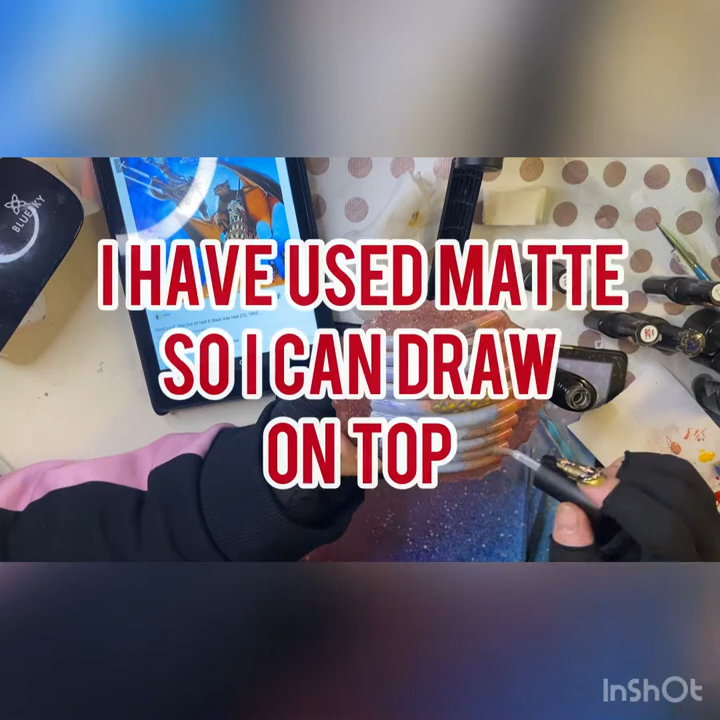 BLUESKY
I HAVE USED MATTE
SO I CAN DRAW
ON TOP
InShOt